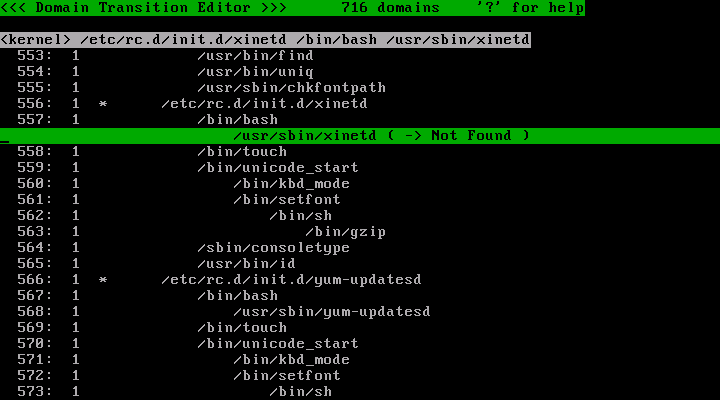 <<< Domain Transition Editor >>>      716 domains    '?' for help
<kernel> /etc/rc.d/init.d/xinetd /bin/bash /usr/sbin/xinetd
553:  1             /usr/bin/find
554:  1             /usr/bin/uniq
555:  1             /usr/sbin/chkfontpath
556:  1  *      /etc/rc.d/init.d/xinetd
557:  1             /bin/bash
/usr/sbin/xinetd ( -> Not Found )
558:  1             /bin/touch
559:  1             /bin/unicode_start
560:  1                 /bin/kbd_mode
561:  1                 /bin/setfont
562:  1                     /bin/sh
563:  1                         /bin/gzip
564:  1             /sbin/consoletype
565:  1             /usr/bin/id
566:  1  *      /etc/rc.d/init.d/yum-updatesd
567:  1             /bin/bash
568:  1                 /usr/sbin/yum-updatesd
569:  1             /bin/touch
570:  1             /bin/unicode_start
571:  1                 /bin/kbd_mode
572:  1                 /bin/setfont
573:  1                     /bin/sh